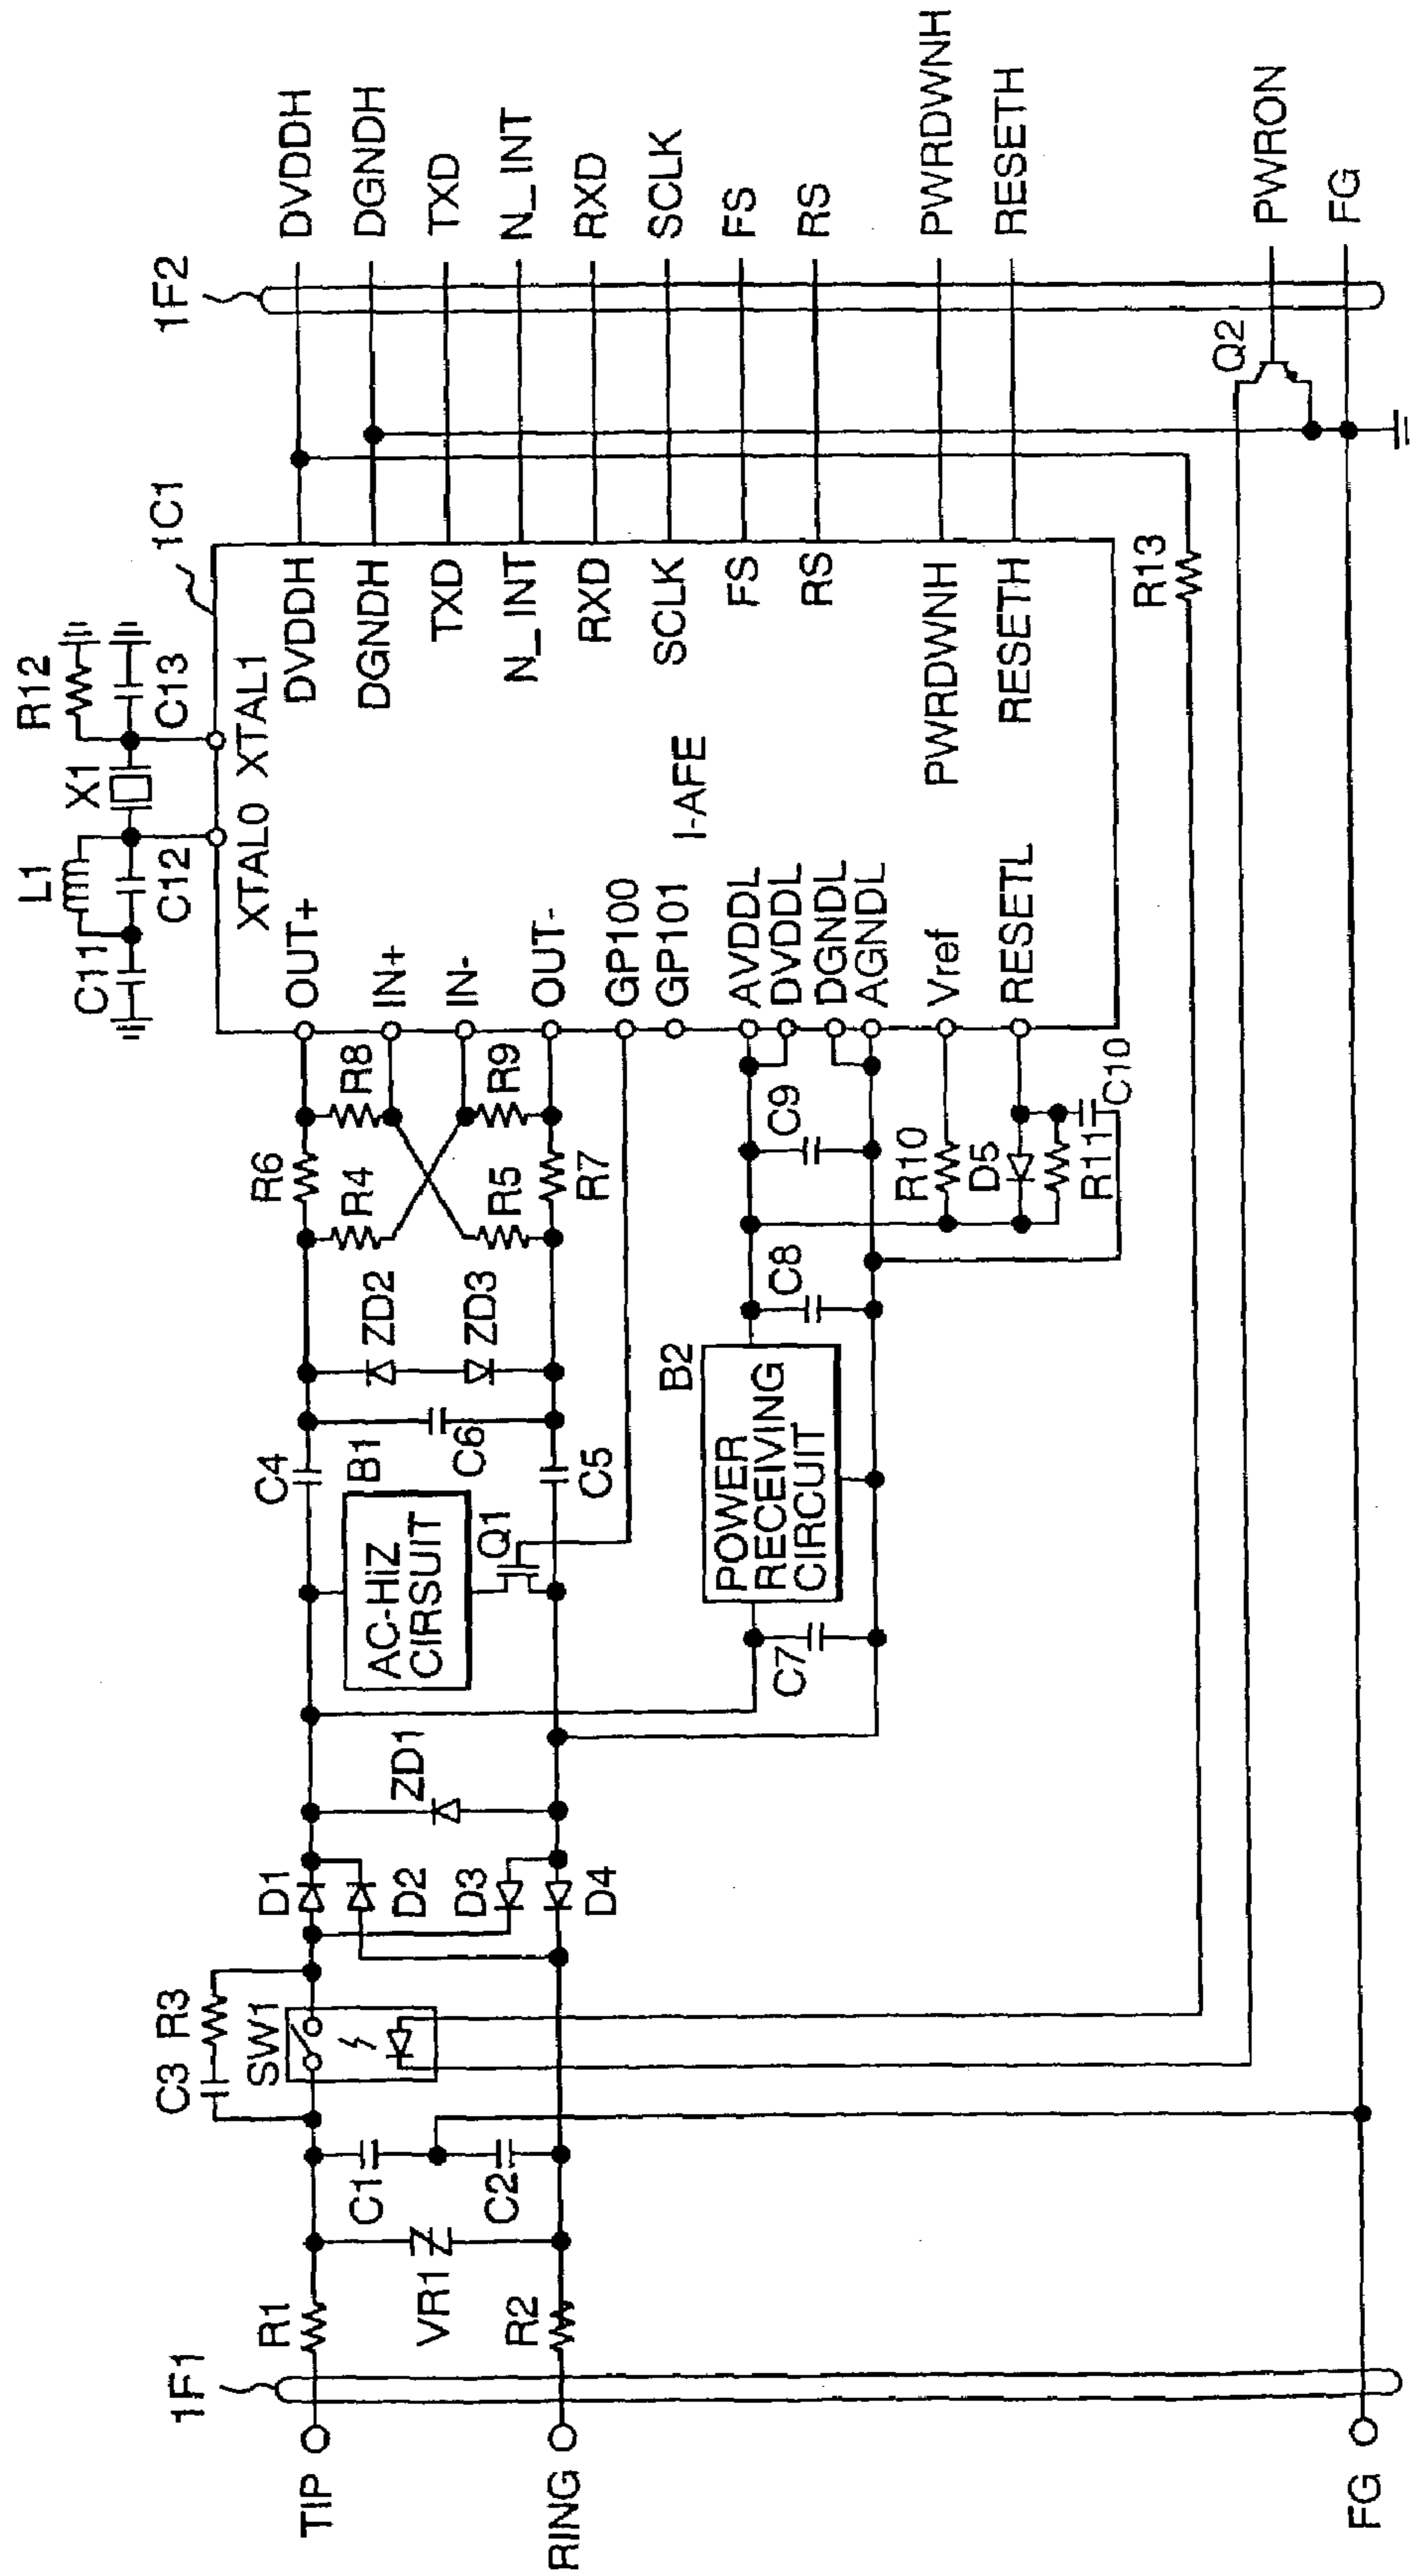 TIP
RING
FG
1F1
R1
R2
VR1
C1
C2
C3
R3
SW1
D1
D2
D3
D4
ZD1
AC-HiZ
CIRSUIT
B1
Q1
C4
C5
C6
C7
POWER
RECEIVING
CIRCUIT
B2
ZD2
ZD3
R6
R4
R5
R7
R8
R9
C8
C9
R10
D5
R11
C10
C11
L1
C12
X1
R12
C13
1C1
XTAL0
XTAL1
OUT+
IN+
IN-
OUT-
GP100
GP101
AVDDL
DVDDL
DGNDL
AGNDL
Vref
RESETL
I-AFE
DVDDH
DGNDH
TXD
N_INT
RXD
SCLK
FS
RS
PWRDWNH
RESETH
R13
Q2
1F2
DVDDH
DGNDH
TXD
N_INT
RXD
SCLK
FS
RS
PWRDWNH
RESETH
PWRON
FG